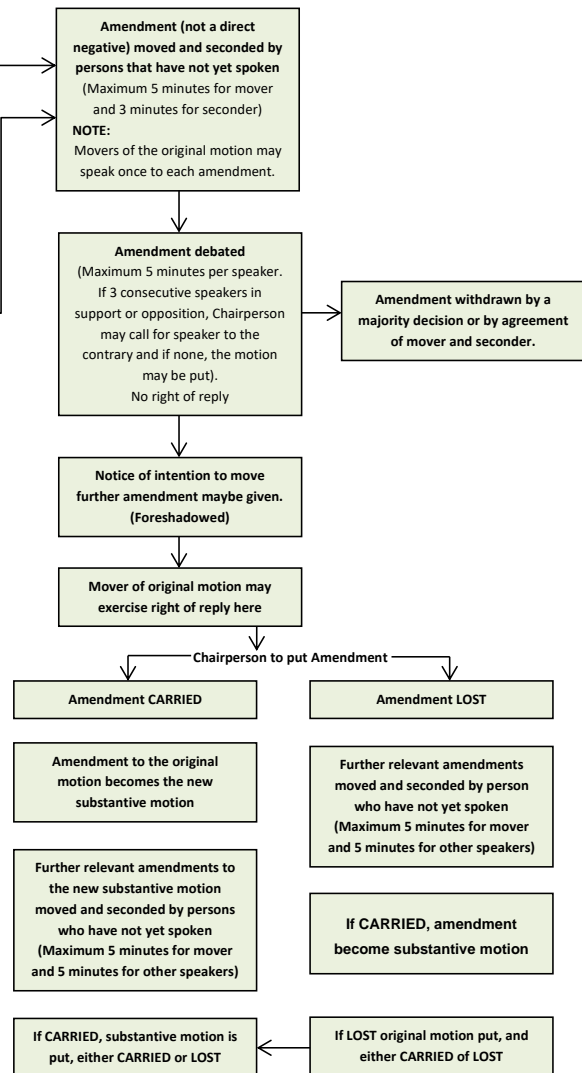 Amendment (not a direct
negative) moved and seconded by
persons that have not yet spoken
(Maximum 5 minutes for mover
and 3 minutes for seconder)
NOTE:
Movers of the original motion may
speak once to each amendment.
Amendment debated
(Maximum 5 minutes per speaker.
If 3 consecutive speakers in
support or opposition, Chairperson
may call for speaker to the
contrary and if none, the motion
may be put).
No right of reply
Amendment withdrawn by a
majority decision or by agreement
of mover and seconder.
Notice of intention to move
further amendment maybe given.
(Foreshadowed)
Mover of original motion may
exercise right of reply here
Chairperson to put Amendment
Amendment CARRIED
Amendment to the original
motion becomes the new
substantive motion
Further relevant amendments to
the new substantive motion
moved and seconded by persons
who have not yet spoken
(Maximum 5 minutes for mover
and 5 minutes for other speakers)
If CARRIED, substantive motion is
put, either CARRIED or LOST
Amendment LOST
Further relevant amendments
moved and seconded by person
who have not yet spoken
(Maximum 5 minutes for mover
and 5 minutes for other speakers)
If CARRIED, amendment
become substantive motion
If LOST original motion put, and
either CARRIED of LOST